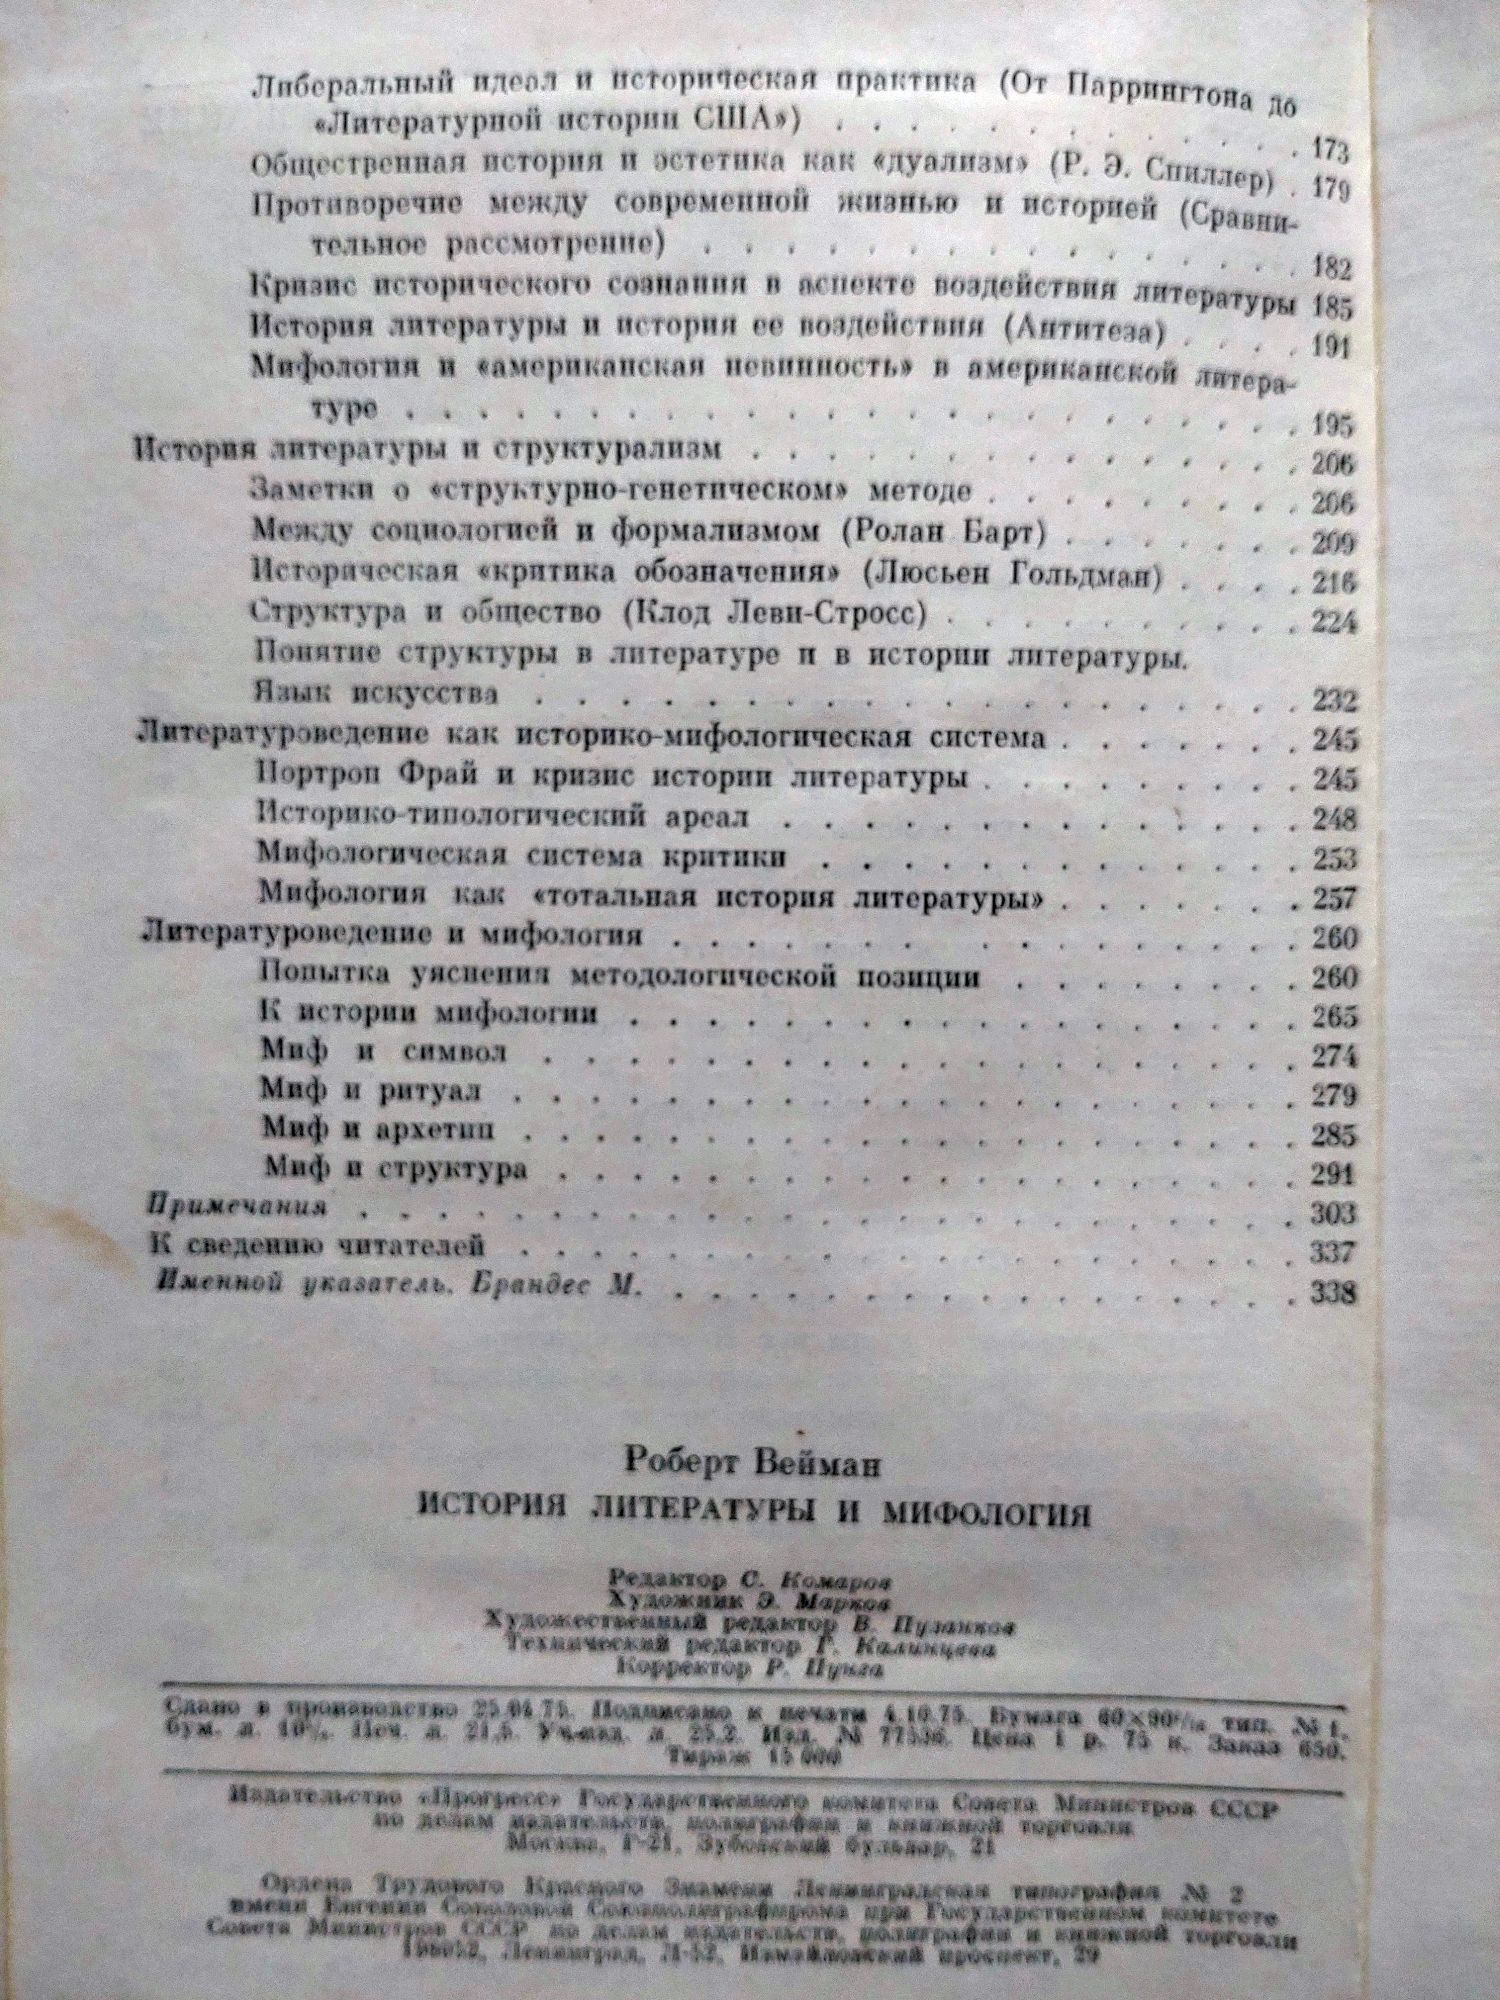 Либеральный идеал и историческая практика (От Паррингтона до
«Литературной истории США») . . . . . . . . . . . . 173
Общественная история и эстетика как «дуализм» (Р. Э. Спиллер) . 179
Противоречие между современной жизнью и историей (Сравни-
тельное рассмотрение) . . . . . . . . . . . . . . . 182
Кризис исторического сознания в аспекте воздействия литературы 185
История литературы и история ее воздействия (Антитеза) . . . . 191
Мифология и «американская невинность» в американской литера-
туре . . . . . . . . . . . . . . . . . . . . . . . 195
История литературы и структурализм . . . . . . . . . . . . . . 206
Заметки о «структурно-генетическом» методе . . . . . . . . . 206
Между социологией и формализмом (Ролан Барт) . . . . . . . 209
Историческая «критика обозначения» (Люсьен Гольдман) . . . . 216
Структура и общество (Клод Леви-Стросс) . . . . . . . . . . 224
Понятие структуры в литературе и в истории литературы.
Язык искусства . . . . . . . . . . . . . . . . . . . 232
Литературоведение как историко-мифологическая система . . . . . . . 245
Нортроп Фрай и кризис истории литературы . . . . . . . . . 245
Историко-типологический ареал . . . . . . . . . . . . . . 248
Мифологическая система критики . . . . . . . . . . . . . 253
Мифология как «тотальная история литературы» . . . . . . . 257
Литературоведение и мифология . . . . . . . . . . . . . . . . 260
Попытка уяснения методологической позиции . . . . . . . . 260
К истории мифологии . . . . . . . . . . . . . . . . . . 265
Миф и символ . . . . . . . . . . . . . . . . . . . . 274
Миф и ритуал . . . . . . . . . . . . . . . . . . . . . 279
Миф и архетип . . . . . . . . . . . . . . . . . . . . . 285
Миф и структура . . . . . . . . . . . . . . . . . . . . 291
Примечания . . . . . . . . . . . . . . . . . . . . . . . . . 303
К сведению читателей . . . . . . . . . . . . . . . . . . . . . 337
Именной указатель. Брандес М. . . . . . . . . . . . . . . . . . 338
Роберт Вейман
ИСТОРИЯ ЛИТЕРАТУРЫ И МИФОЛОГИЯ
Редактор С. Комаров
Художник Э. Марков
Художественный редактор В. Пузанков
Технический редактор Г. Калинцева
Корректор Р. Пунга
Сдано в производство 25.04.75. Подписано к печати 4.10.75. Бумага 60×90¹/₁₆ тип. № 1.
бум. л. 10³/₄. Печ. л. 21,5. Уч-изд. л. 25,2. Изд. № Цена 1 р. 75 к. Заказ 650.
Тираж 15 000
Издательство «Прогресс» Государственного комитета Совета Министров СССР
по делам издательств, полиграфии и книжной торговли
Москва, Г-21, Зубовский бульвар, 21
Ордена Трудового Красного Знамени Ленинградская типография № 2
имени Евгении Соколовой Союзполиграфпрома при Государственном комитете
Совета Министров СССР по делам издательств, полиграфии и книжной торговли
Ленинград, Л-52, Измайловский проспект, 29